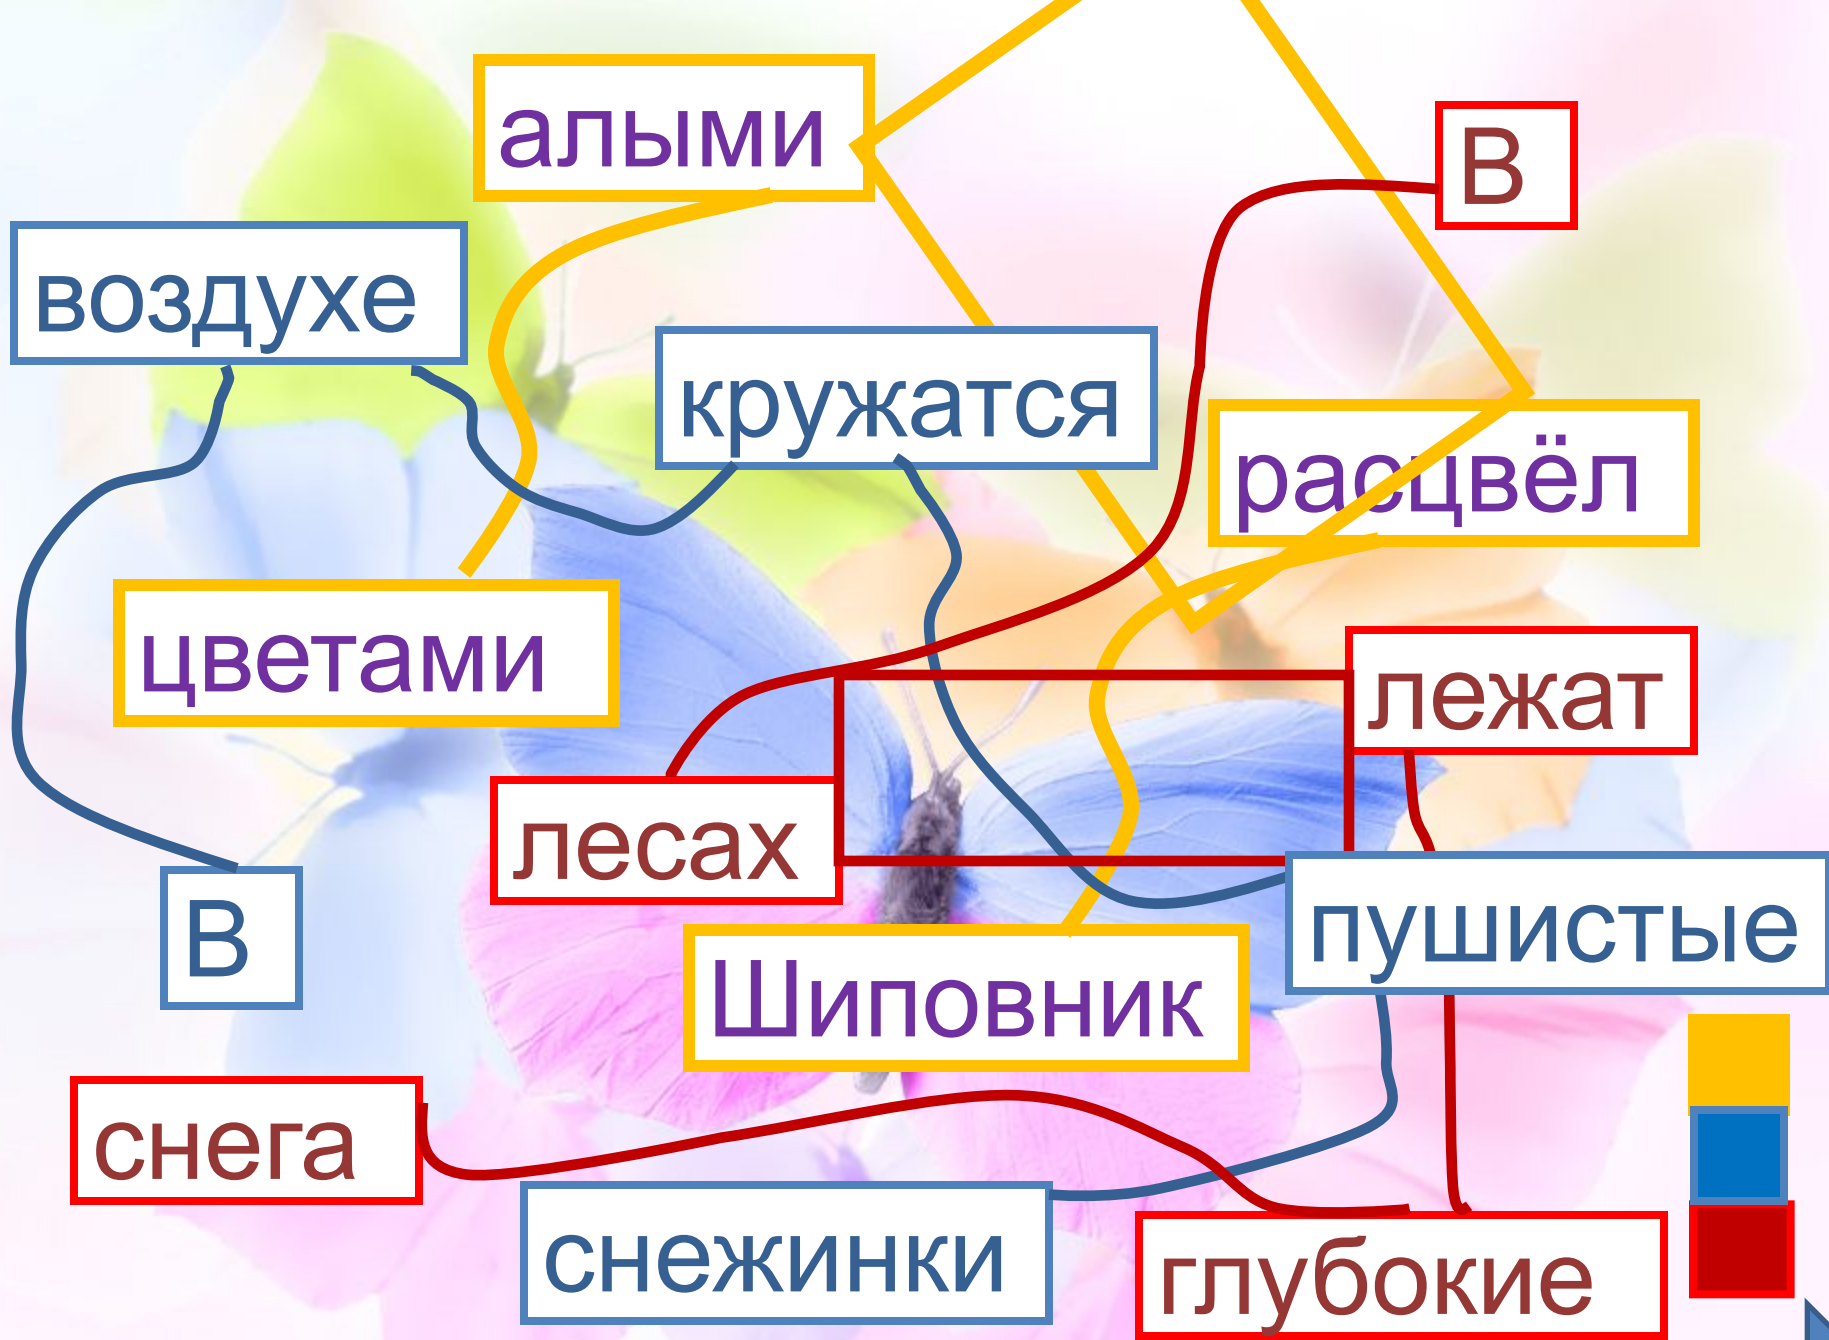 алыми
В
воздухе
кружатся
расцвёл
цветами
лежат
лесах
В
пушистые
Шиповник
снега
снежинки
глубокие